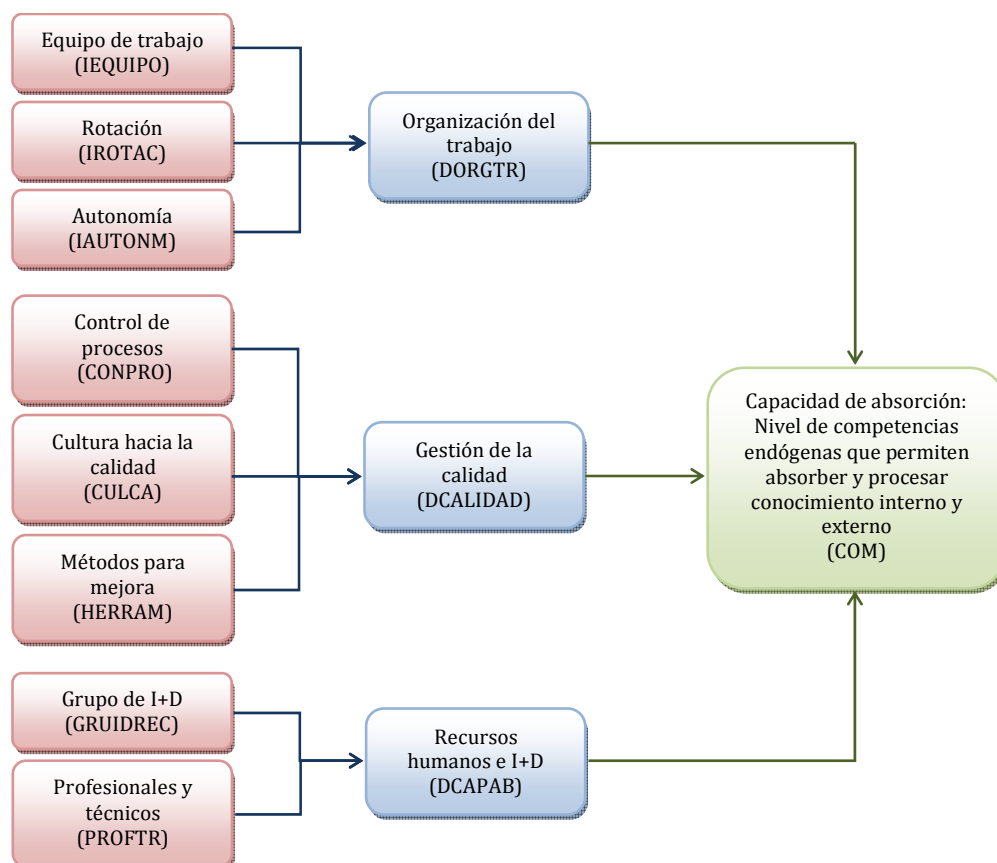 Equipo de trabajo
(IEQUIPO)
Rotación
(IROTAC)
Autonomía
(IAUTONM)
Organización del
trabajo
(DORGTR)
Control de
procesos
(CONPRO)
Cultura hacia la
calidad
(CULCA)
Métodos para
mejora
(HERRAM)
Gestión de la
calidad
(DCALIDAD)
Grupo de I+D
(GRUIDREC)
Profesionales y
técnicos
(PROFTR)
Recursos
humanos e I+D
(DCAPAB)
Capacidad de absorción:
Nivel de competencias
endógenas que permiten
absorber y procesar
conocimiento interno y
externo
(COM)